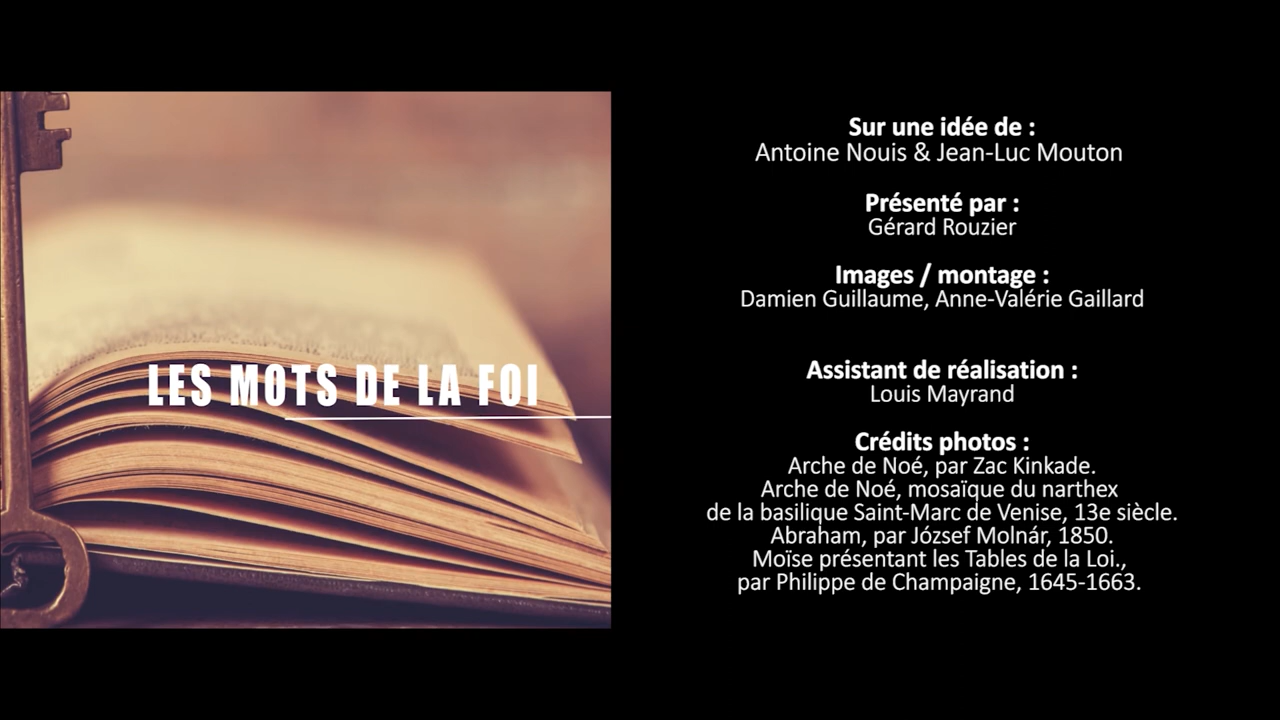 LES MOTS DE LA FOI
Sur une idée de :
Antoine Nouis & Jean-Luc Mouton
Présenté par :
Gérard Rouzier
Images / montage :
Damien Guillaume, Anne-Valérie Gaillard
Assistant de réalisation :
Louis Mayrand
Crédits photos :
Arche de Noé, par Zac Kinkade.
Arche de Noé, mosaïque du narthex
de la basilique Saint-Marc de Venise, 13e siècle.
Abraham, par József Molnár, 1850.
Moïse présentant les Tables de la Loi.,
par Philippe de Champaigne, 1645-1663.